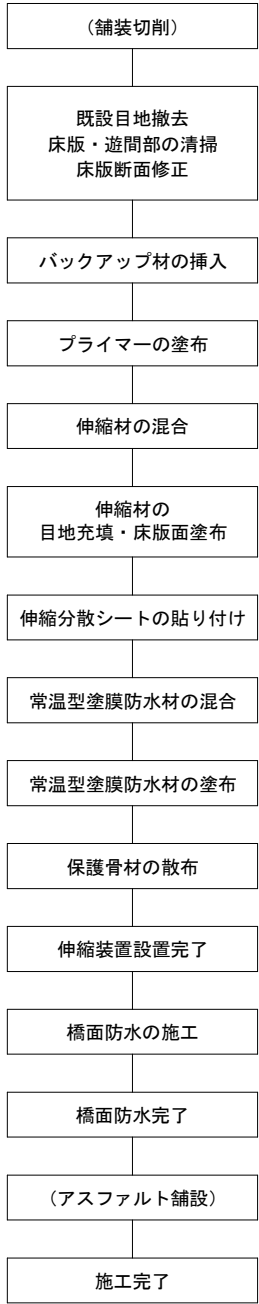 （舗装切削）
既設目地撤去
床版・遊間部の清掃
床版断面修正
バックアップ材の挿入
プライマーの塗布
伸縮材の混合
伸縮材の
目地充填・床版面塗布
伸縮分散シートの貼り付け
常温型塗膜防水材の混合
常温型塗膜防水材の塗布
保護骨材の散布
伸縮装置設置完了
橋面防水の施工
橋面防水完了
（アスファルト舗設）
施工完了